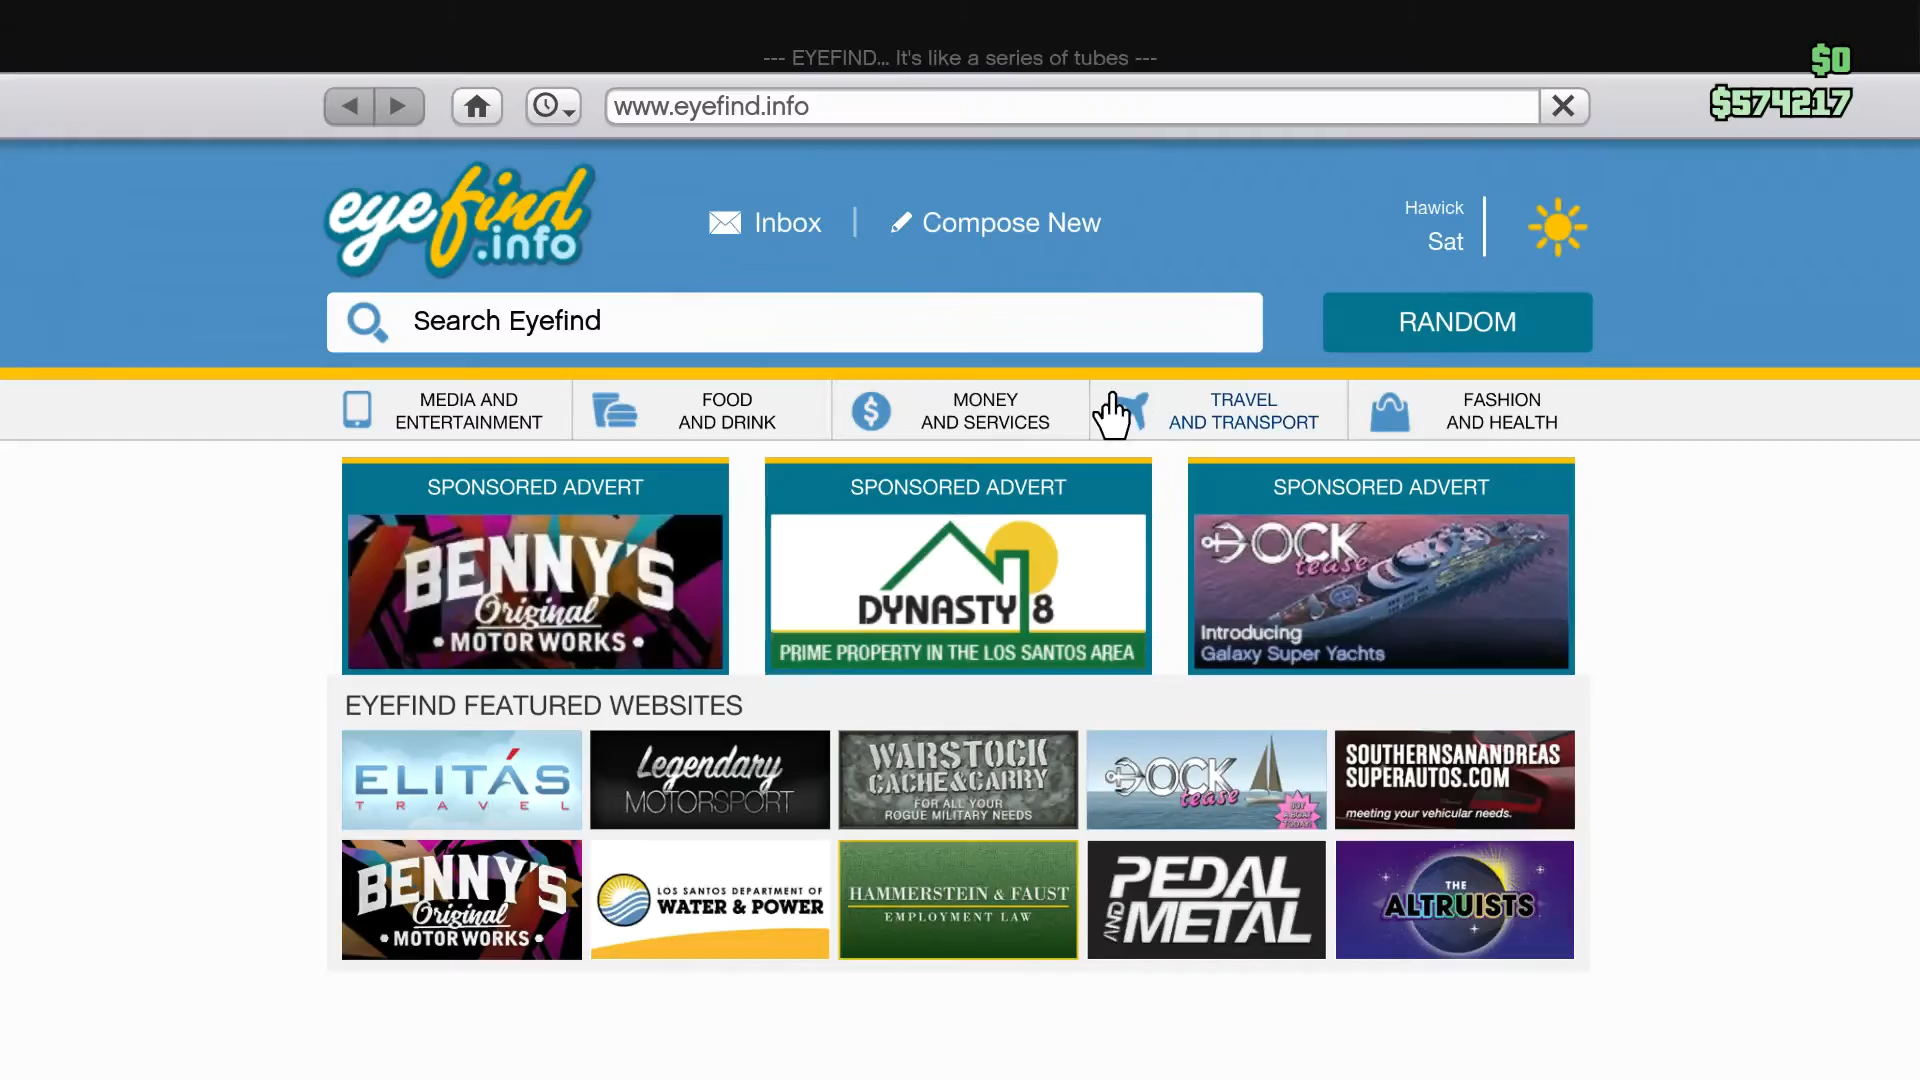 --- EYEFIND... It's like a series of tubes ---
$0
$574217
www.eyefind.info
eyefind
.info
Inbox
Compose New
Hawick
Sat
Search Eyefind
RANDOM
MEDIA AND
ENTERTAINMENT
FOOD
AND DRINK
MONEY
AND SERVICES
TRAVEL
AND TRANSPORT
FASHION
AND HEALTH
SPONSORED ADVERT
BENNY'S
Original
• MOTOR WORKS •
SPONSORED ADVERT
DYNASTY 8
PRIME PROPERTY IN THE LOS SANTOS AREA
SPONSORED ADVERT
DOCK
tease
Introducing
Galaxy Super Yachts
EYEFIND FEATURED WEBSITES
ELITÁS
TRAVEL
Legendary
MOTORSPORT
WARSTOCK
CACHE & CARRY
FOR ALL YOUR
ROGUE MILITARY NEEDS
DOCK
tease
BUY
A BOAT
TODAY!
SOUTHERNSANANDREAS
SUPERAUTOS.COM
meeting your vehicular needs.
BENNY'S
Original
• MOTOR WORKS •
LOS SANTOS DEPARTMENT OF
WATER & POWER
HAMMERSTEIN & FAUST
EMPLOYMENT LAW
PEDAL
AND
METAL
THE
ALTRUISTS